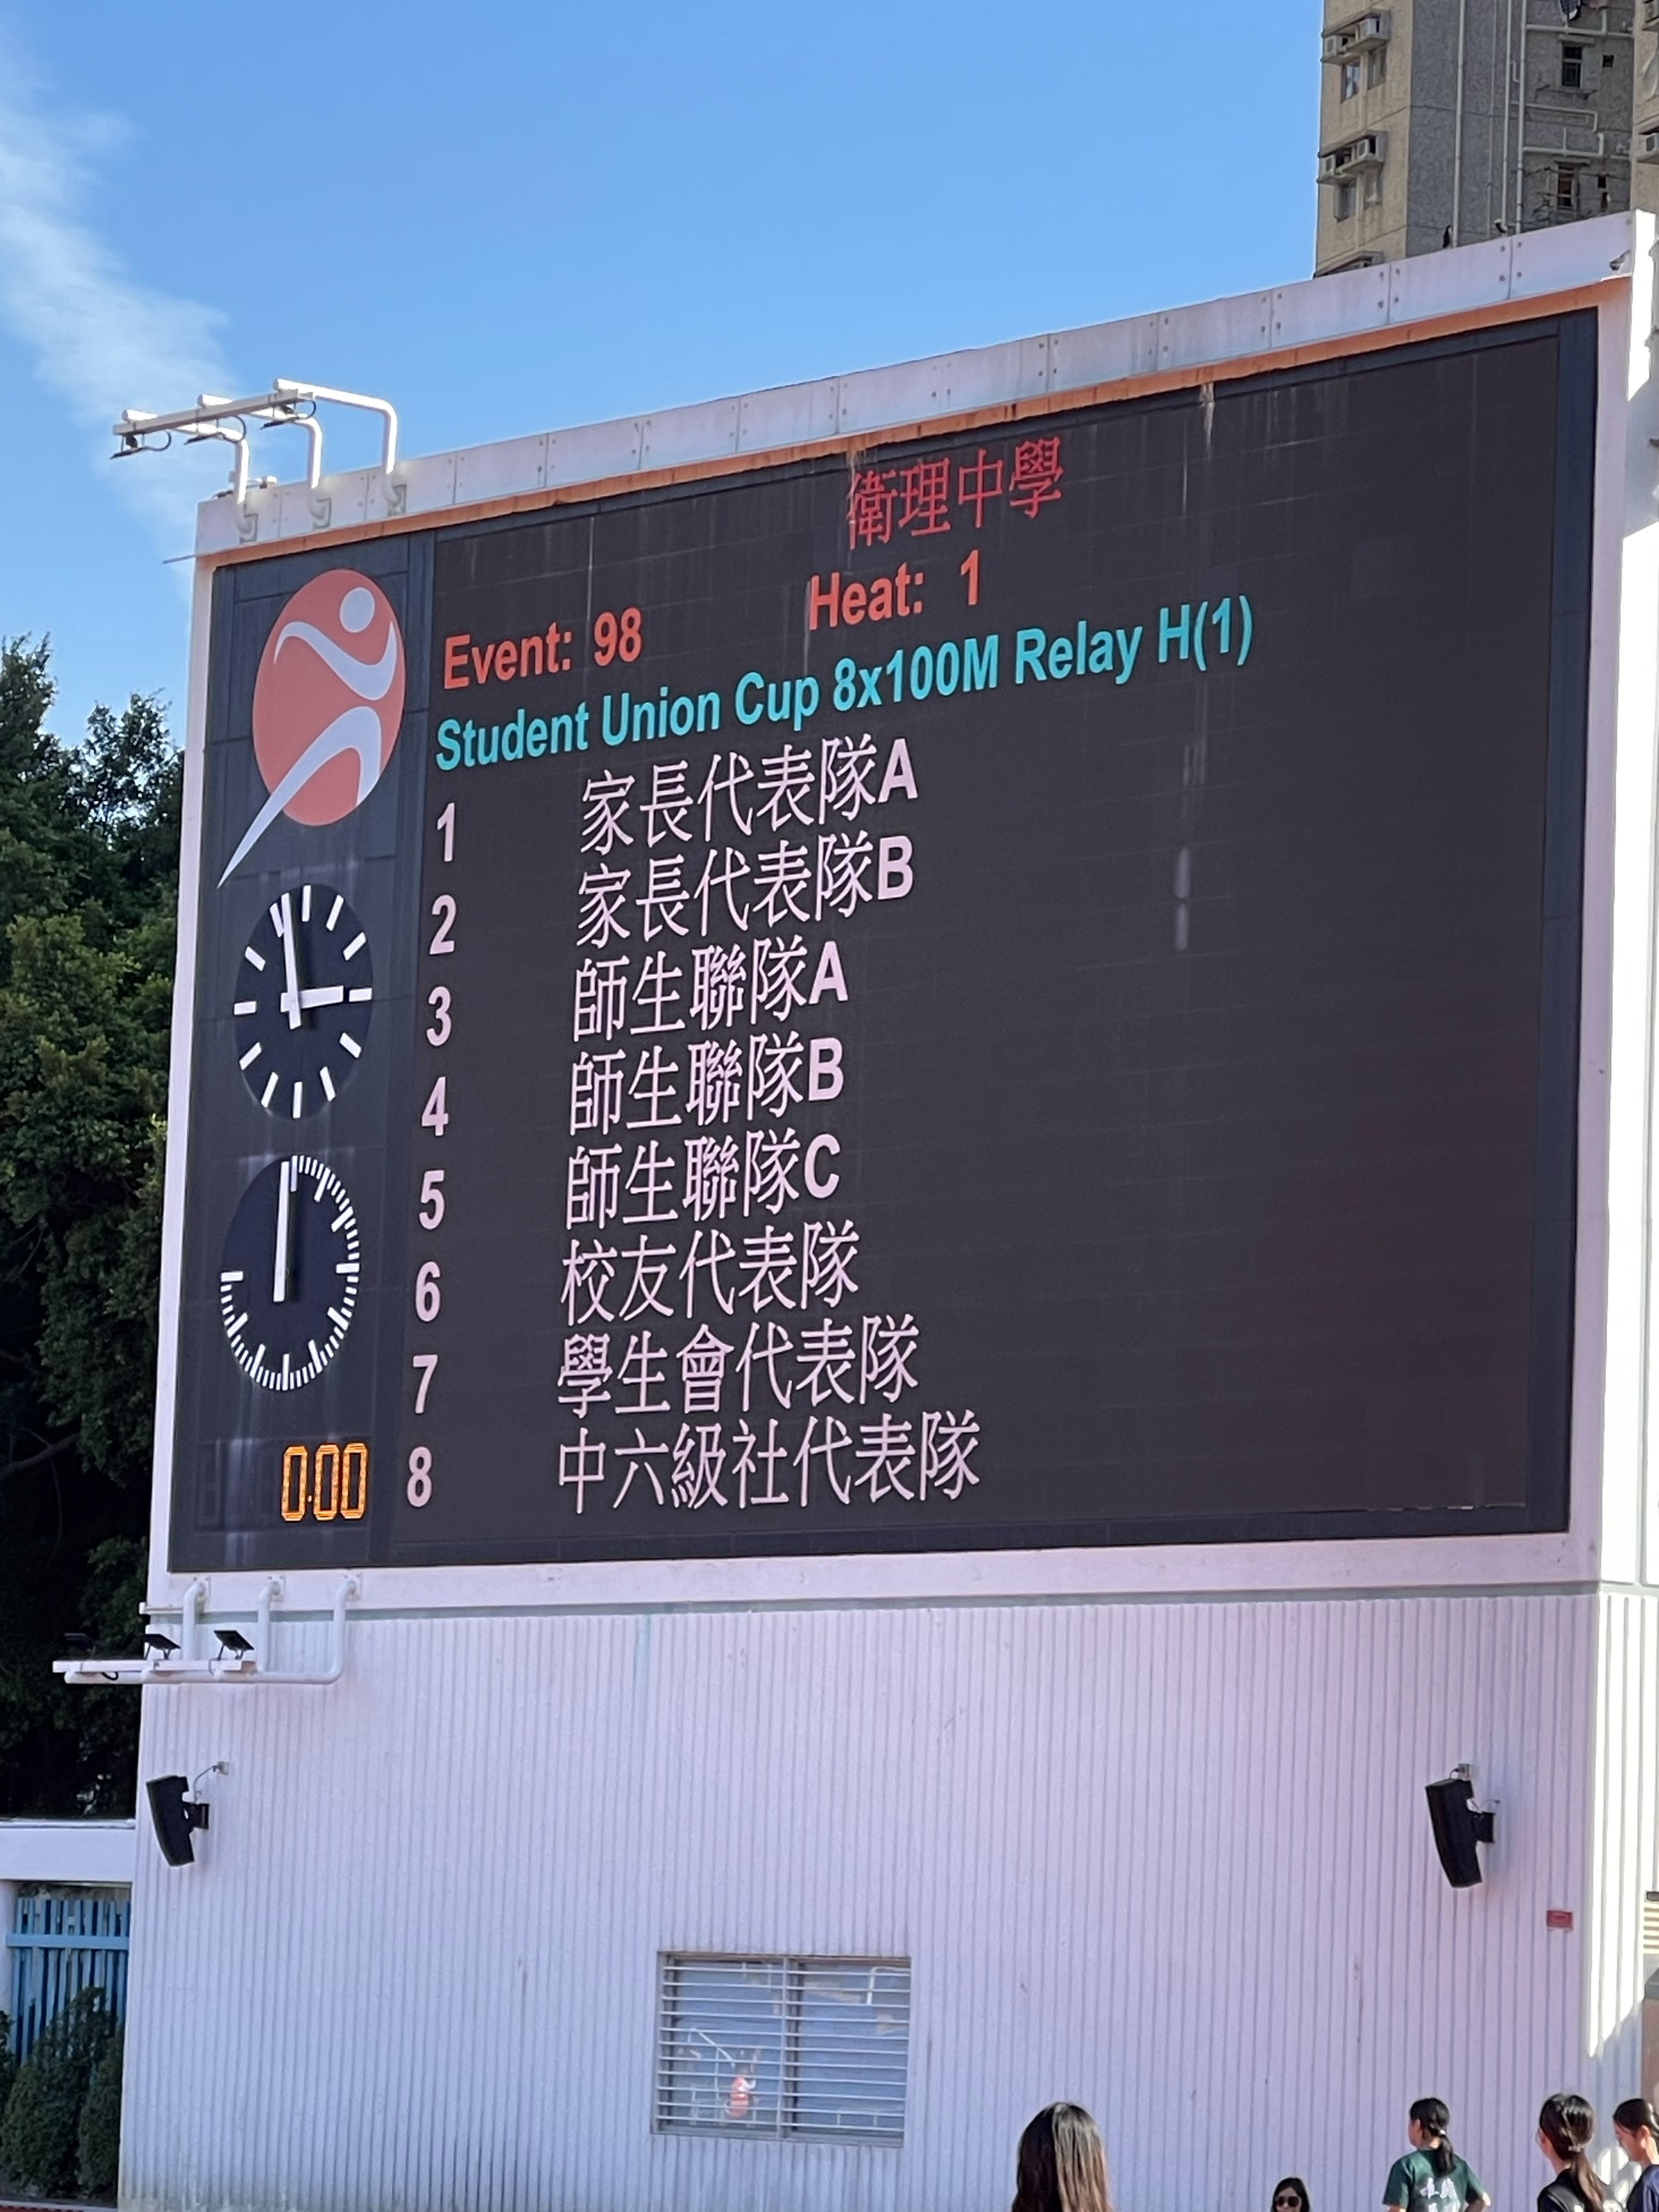 衞理中學
Event: 98 Heat: 1
Student Union Cup 8x100M Relay H(1)
1 家長代表隊A
2 家長代表隊B
3 師生聯隊A
4 師生聯隊B
5 師生聯隊C
6 校友代表隊
7 學生會代表隊
8 中六級社代表隊
0:00